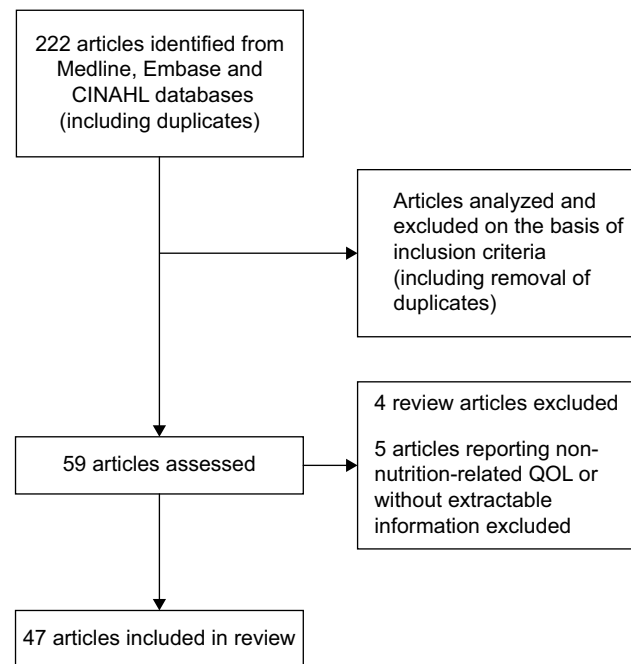 222 articles identified from
Medline, Embase and
CINAHL databases
(including duplicates)
Articles analyzed and
excluded on the basis of
inclusion criteria
(including removal of
duplicates)
4 review articles excluded
5 articles reporting non-
nutrition-related QOL or
without extractable
information excluded
59 articles assessed
47 articles included in review